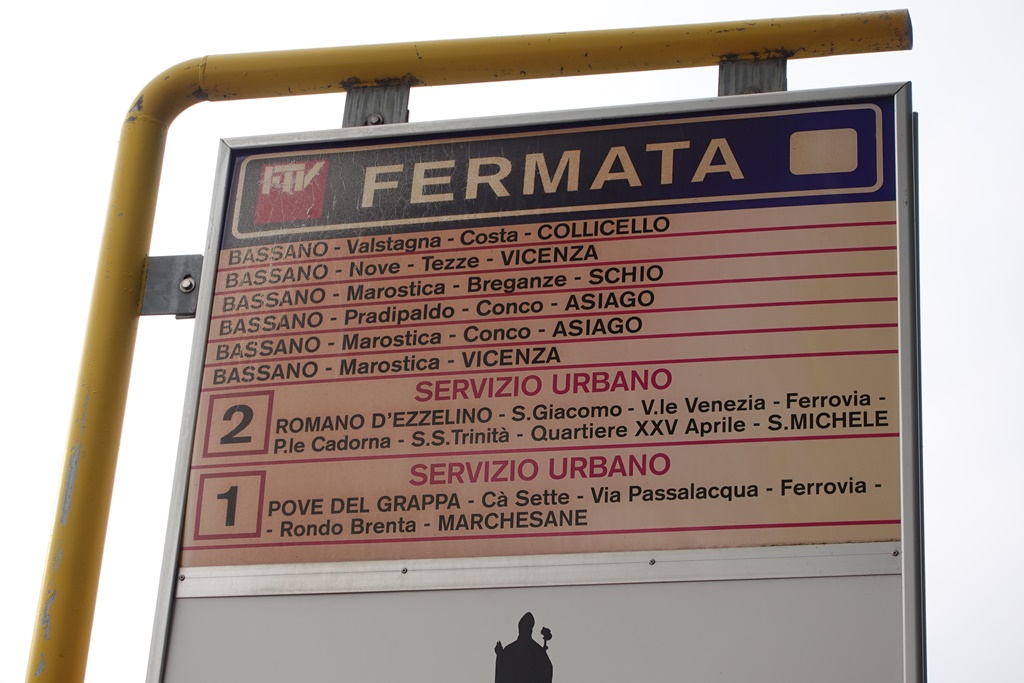 FTV FERMATA
BASSANO - Valstagna - Costa - COLLICELLO
BASSANO - Nove - Tezze - VICENZA
BASSANO - Marostica - Breganze - SCHIO
BASSANO - Pradipaldo - Conco - ASIAGO
BASSANO - Marostica - Conco - ASIAGO
BASSANO - Marostica - VICENZA
SERVIZIO URBANO
2 ROMANO D'EZZELINO - S.Giacomo - V.le Venezia - Ferrovia -
P.le Cadorna - S.S.Trinità - Quartiere XXV Aprile - S.MICHELE
SERVIZIO URBANO
1 POVE DEL GRAPPA - Cà Sette - Via Passalacqua - Ferrovia -
- Rondo Brenta - MARCHESANE